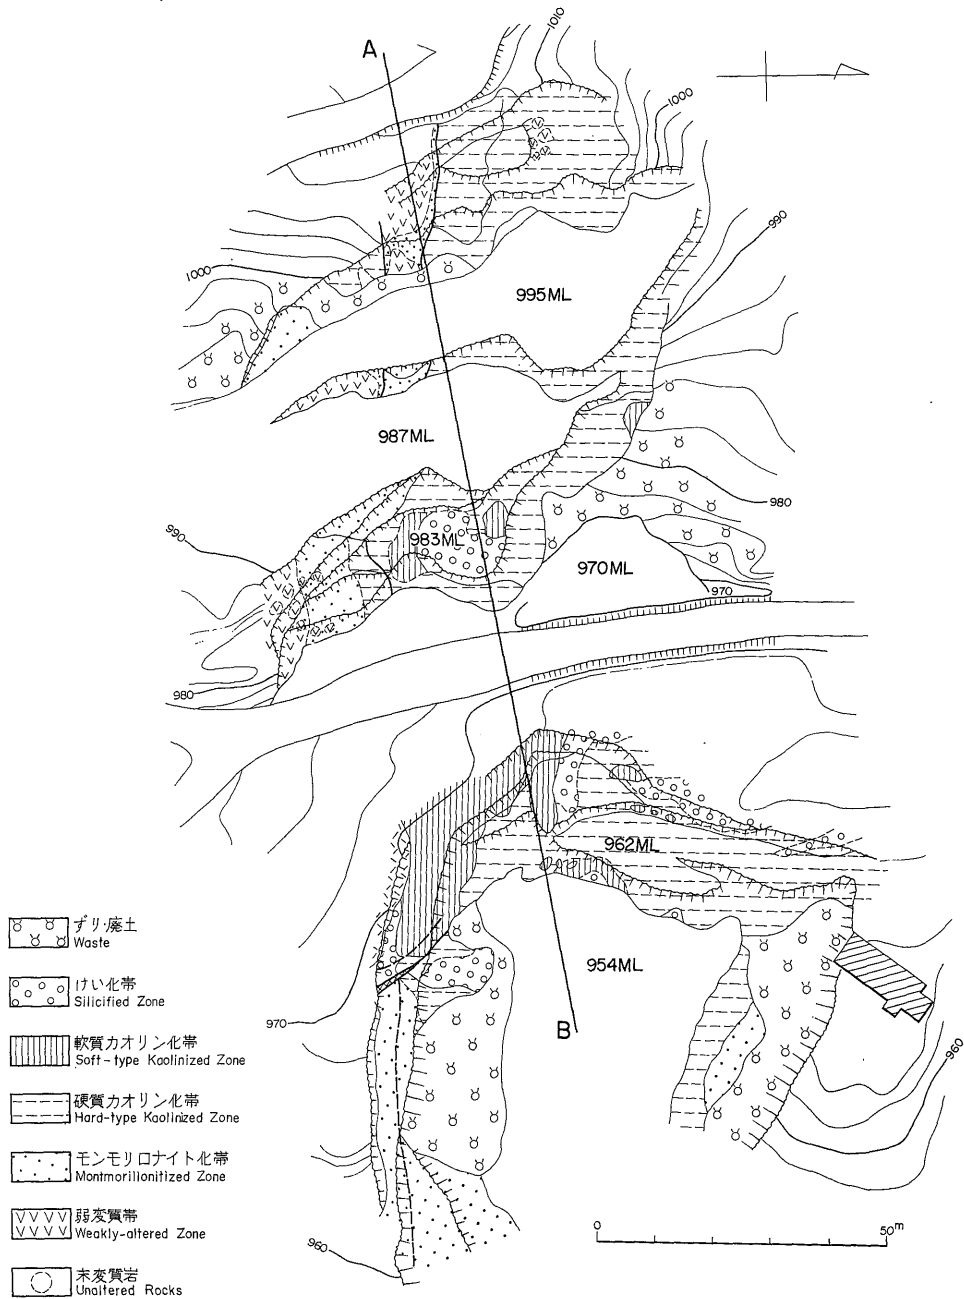 A
1010
1000
990
1000
995ML
987ML
980
990
983ML
970ML
970
980
962ML
954ML
970
B
960
960
0
50m
ずり・廃土
Waste
けい化帯
Silicified Zone
軟質カオリン化帯
Soft-type Kaolinized Zone
硬質カオリン化帯
Hard-type Kaolinized Zone
モンモリロナイト化帯
Montmorillonitized Zone
弱変質帯
Weakly-altered Zone
末変質岩
Unaltered Rocks